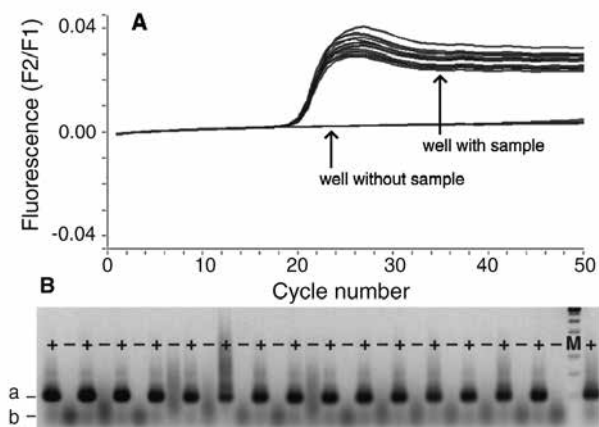 A
Fluorescence (F2/F1)
0.04
0.00
-0.04
well with sample
well without sample
0 10 20 30 40 50
Cycle number
B
+ - + - + - + - + - + - + - + - + - + - + - + - + - + - + - M +
a
b